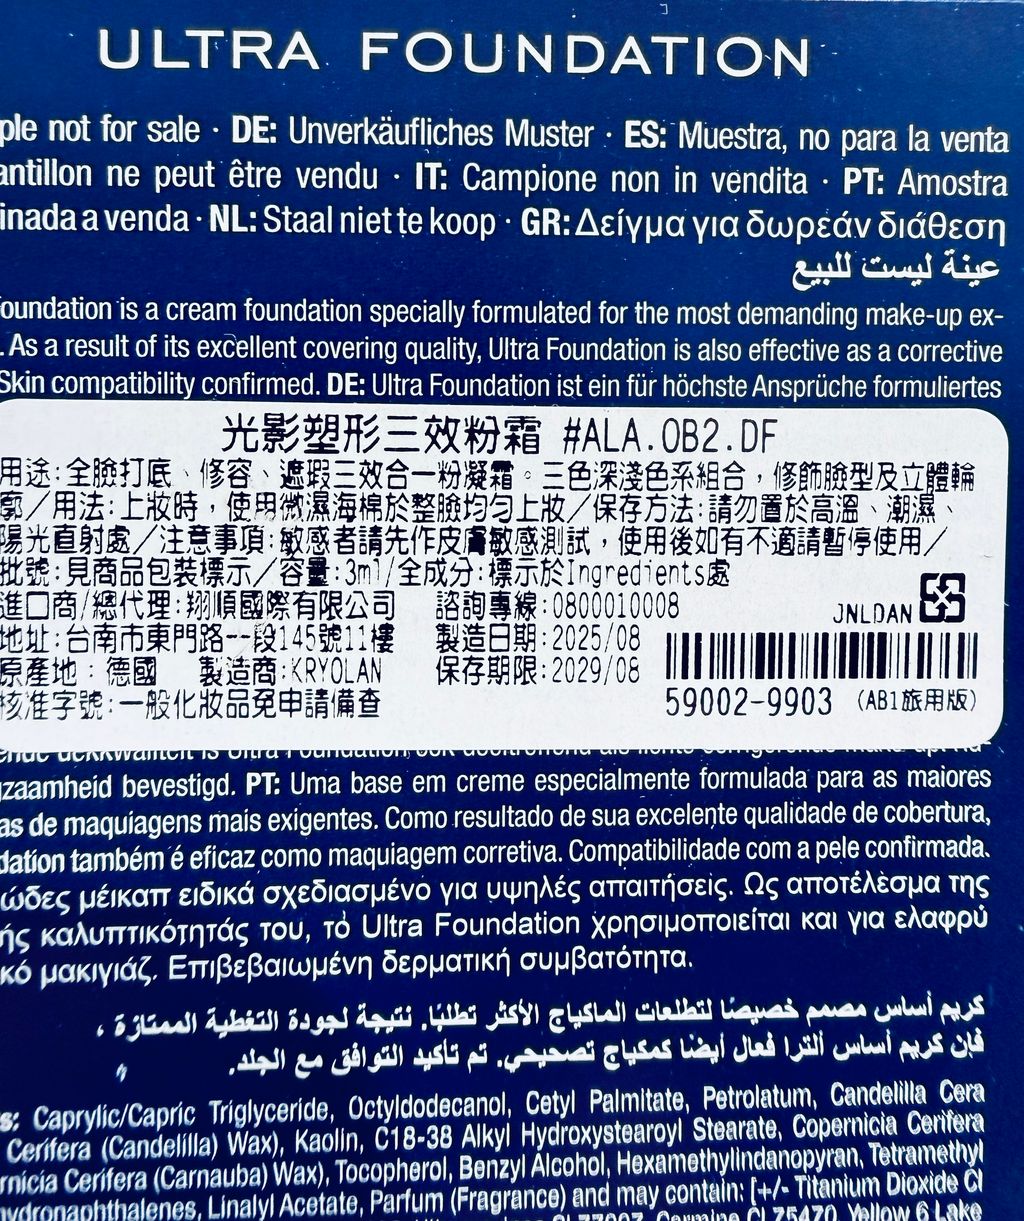 ULTRA FOUNDATION
ple not for sale · DE: Unverkäufliches Muster · ES: Muestra, no para la venta
antillon ne peut être vendu · IT: Campione non in vendita · PT: Amostra
inada a venda · NL: Staal niet te koop · GR: Δείγμα για δωρεάν διάθεση
عينة ليست للبيع
oundation is a cream foundation specially formulated for the most demanding make-up ex-
. As a result of its excellent covering quality, Ultra Foundation is also effective as a corrective
Skin compatibility confirmed. DE: Ultra Foundation ist ein für höchste Ansprüche formuliertes
光影塑形三效粉霜 #ALA.OB2.DF
用途:全臉打底、修容、遮瑕三效合一粉凝霜。三色深淺色系組合，修飾臉型及立體輪
廓／用法:上妝時，使用微濕海棉於整臉均勻上妝／保存方法:請勿置於高溫、潮濕、
陽光直射處／注意事項:敏感者請先作皮膚敏感測試，使用後如有不適請暫停使用／
批號:見商品包裝標示／容量:3ml/全成分:標示於Ingredients處
進口商/總代理:翔順國際有限公司 諮詢專線:0800010008
JNLDAN
地址:台南市東門路一段145號11樓 製造日期:2025/08
原產地：德國 製造商:KRYOLAN 保存期限:2029/08
核准字號:一般化妝品免申請備查 59002-9903 (AB1旅用版)
Ultra Foundation
gzaamheid bevestigd. PT: Uma base em creme especialmente formulada para as maiores
as de maquiagens mais exigentes. Como resultado de sua excelente qualidade de cobertura,
dation também é eficaz como maquiagem corretiva. Compatibilidade com a pele confirmada.
ώδες μέικαπ ειδικά σχεδιασμένο για υψηλές απαιτήσεις. Ως αποτέλεσμα της
ής καλυπτικότητάς του, το Ultra Foundation χρησιμοποιείται και για ελαφρύ
κό μακιγιάζ. Επιβεβαιωμένη δερματική συμβατότητα.
كريم أساس مصمم خصيصًا لتطلعات الماكياج الأكثر تطلبًا. نتيجة لجودة التغطية الممتازة ،
فإن كريم أساس ألترا فعال أيضًا كمكياج تصحيحي. تم تأكيد التوافق مع الجلد.
s: Caprylic/Capric Triglyceride, Octyldodecanol, Cetyl Palmitate, Petrolatum, Candelilla Cera
Cerifera (Candelilla) Wax), Kaolin, C18-38 Alkyl Hydroxystearoyl Stearate, Copernicia Cerifera
rnicia Cerifera (Carnauba) Wax), Tocopherol, Benzyl Alcohol, Hexamethylindanopyran, Tetramethyl
ydronaphthalenes, Linalyl Acetate, Parfum (Fragrance) and may contain: [+/- Titanium Dioxide CI
CI 77007, Carmine CI 75470, Yellow 6 Lake